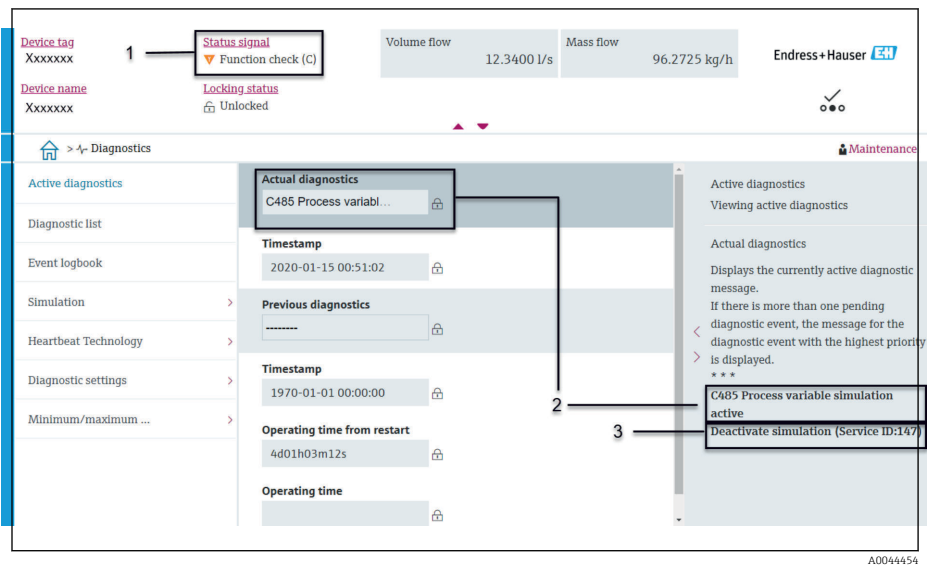 Device tag
Xxxxxxx
1
Status signal
Function check (C)
Volume flow
12.3400 l/s
Mass flow
96.2725 kg/h
Endress+Hauser EH
Device name
Xxxxxxx
Locking status
Unlocked
> Diagnostics
Maintenance
Active diagnostics
Diagnostic list
Event logbook
Simulation
Heartbeat Technology
Diagnostic settings
Minimum/maximum ...
Actual diagnostics
C485 Process variabl...
Timestamp
2020-01-15 00:51:02
Previous diagnostics
--------
Timestamp
1970-01-01 00:00:00
Operating time from restart
4d01h03m12s
Operating time
2
3
Active diagnostics
Viewing active diagnostics
Actual diagnostics
Displays the currently active diagnostic
message.
If there is more than one pending
diagnostic event, the message for the
diagnostic event with the highest priority
is displayed.
* * *
C485 Process variable simulation
active
Deactivate simulation (Service ID:147)
A0044454